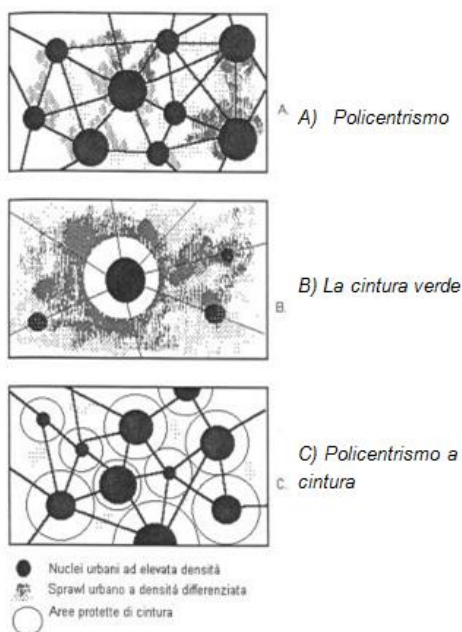 A.
A) Policentrismo
B) La cintura verde
B.
C) Policentrismo a
cintura
C.
Nuclei urbani ad elevata densità
Sprawl urbano a densità differenziata
Aree protette di cintura